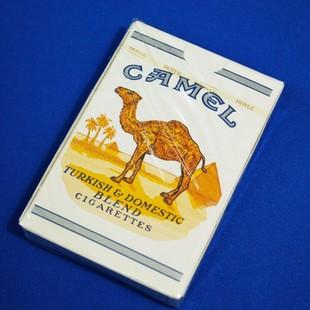 CAMEL
TURKISH & DOMESTIC
BLEND
CIGARETTES